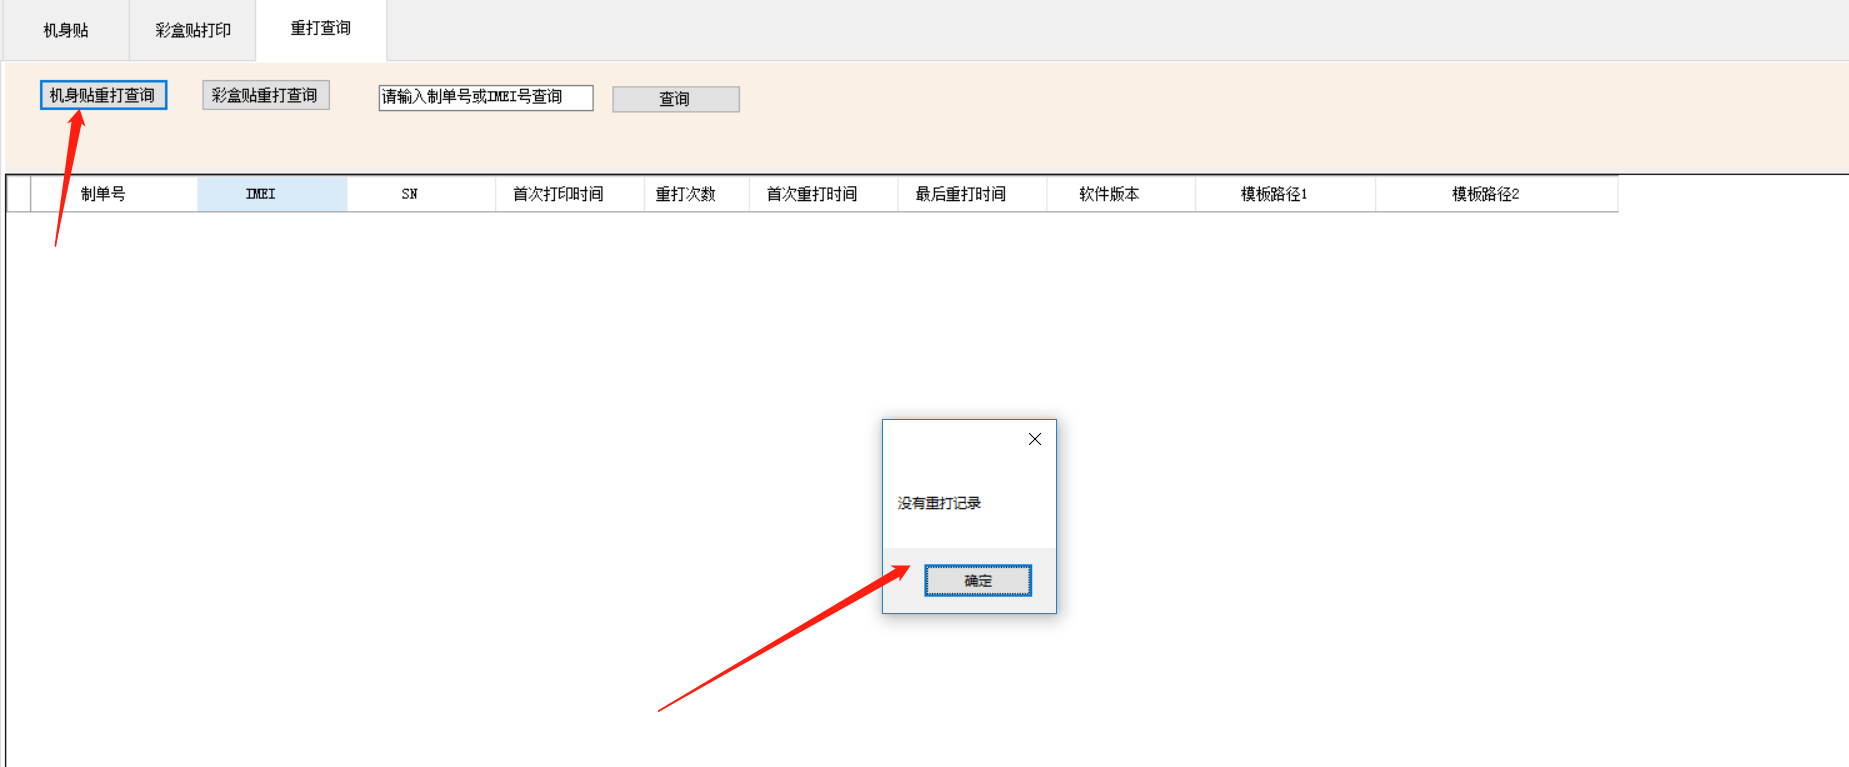 机身贴
彩盒贴打印
重打查询
机身贴重打查询
彩盒贴重打查询
请输入制单号或IMEI号查询
查询
制单号
IMEI
SN
首次打印时间
重打次数
首次重打时间
最后重打时间
软件版本
模板路径1
模板路径2
没有重打记录
确定